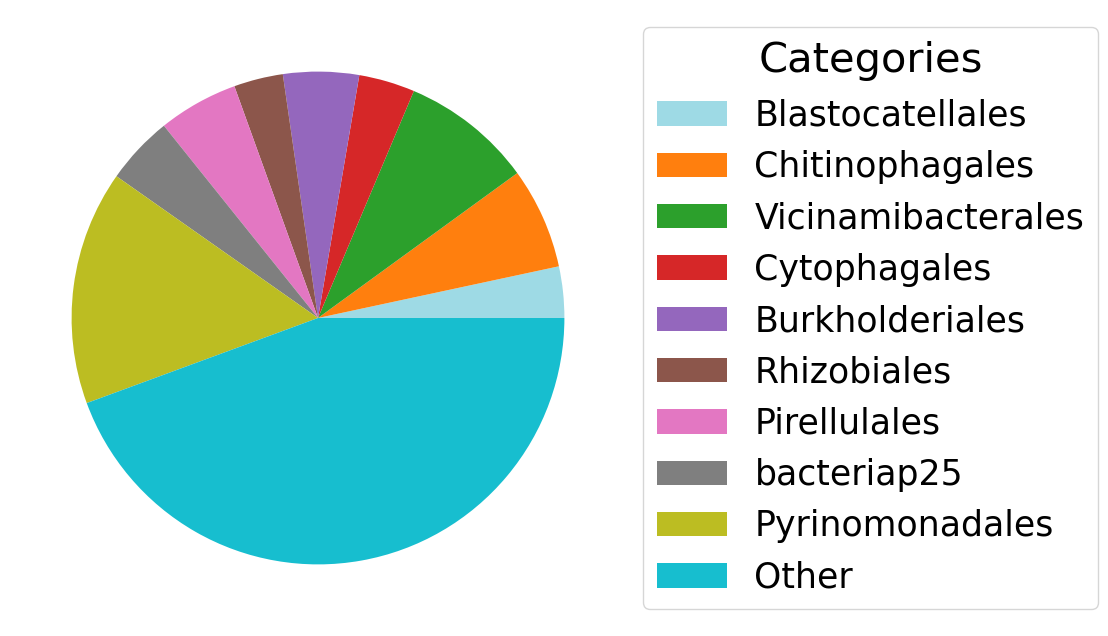 Categories
Blastocatellales
Chitinophagales
Vicinamibacterales
Cytophagales
Burkholderiales
Rhizobiales
Pirellulales
bacteriap25
Pyrinomonadales
Other